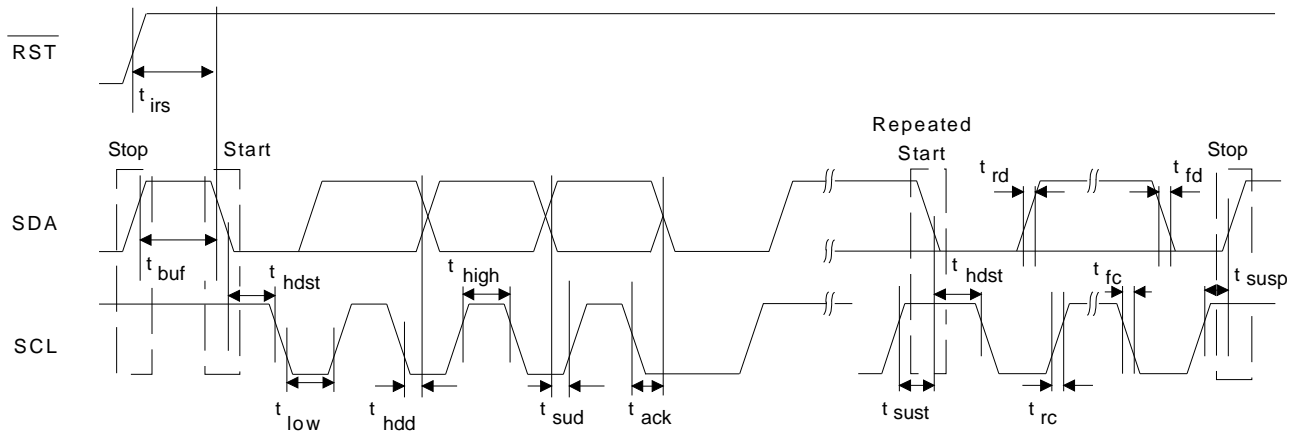 RST
t irs
Repeated
Stop Start Start Stop
t rd t fd
SDA
t buf t hdst t high t hdst t fc t susp
SCL
t low t hdd t sud t ack t sust t rc